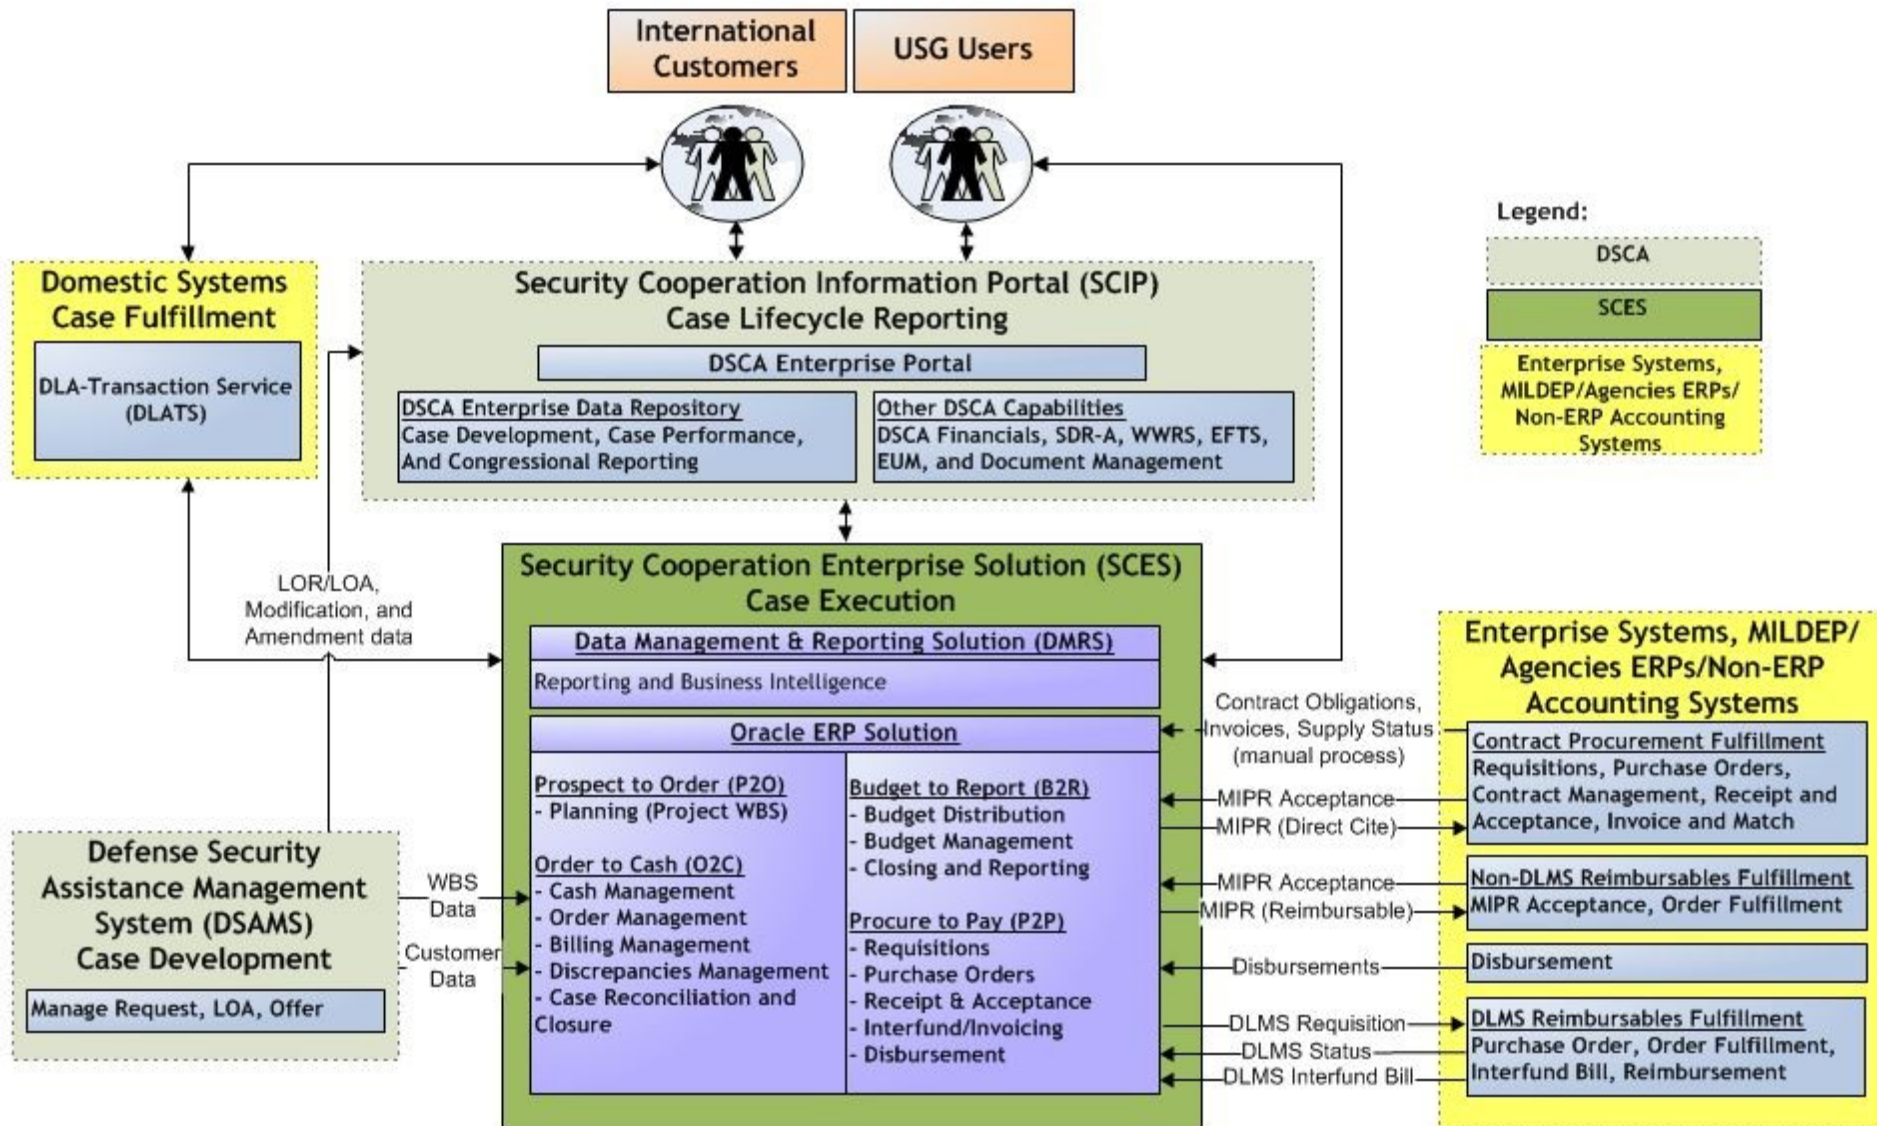 International
Customers
USG Users
Legend:
DSCA
SCES
Enterprise Systems,
MILDEP/Agencies ERPs/
Non-ERP Accounting
Systems
Domestic Systems
Case Fulfillment
DLA-Transaction Service
(DLATS)
Security Cooperation Information Portal (SCIP)
Case Lifecycle Reporting
DSCA Enterprise Portal
DSCA Enterprise Data Repository
Case Development, Case Performance,
And Congressional Reporting
Other DSCA Capabilities
DSCA Financials, SDR-A, WWRS, EFTS,
EUM, and Document Management
LOR/LOA,
Modification, and
Amendment data
Security Cooperation Enterprise Solution (SCES)
Case Execution
Data Management & Reporting Solution (DMRS)
Reporting and Business Intelligence
Oracle ERP Solution
Prospect to Order (P2O)
- Planning (Project WBS)
Order to Cash (O2C)
- Cash Management
- Order Management
- Billing Management
- Discrepancies Management
- Case Reconciliation and
Closure
Budget to Report (B2R)
- Budget Distribution
- Budget Management
- Closing and Reporting
Procure to Pay (P2P)
- Requisitions
- Purchase Orders
- Receipt & Acceptance
- Interfund/Invoicing
- Disbursement
Defense Security
Assistance Management
System (DSAMS)
Case Development
Manage Request, LOA, Offer
WBS
Data
Customer
Data
Contract Obligations,
Invoices, Supply Status
(manual process)
MIPR Acceptance
MIPR (Direct Cite)
MIPR Acceptance
MIPR (Reimbursable)
Disbursements
DLMS Requisition
DLMS Status
DLMS Interfund Bill
Enterprise Systems, MILDEP/
Agencies ERPs/Non-ERP
Accounting Systems
Contract Procurement Fulfillment
Requisitions, Purchase Orders,
Contract Management, Receipt and
Acceptance, Invoice and Match
Non-DLMS Reimbursables Fulfillment
MIPR Acceptance, Order Fulfillment
Disbursement
DLMS Reimbursables Fulfillment
Purchase Order, Order Fulfillment,
Interfund Bill, Reimbursement